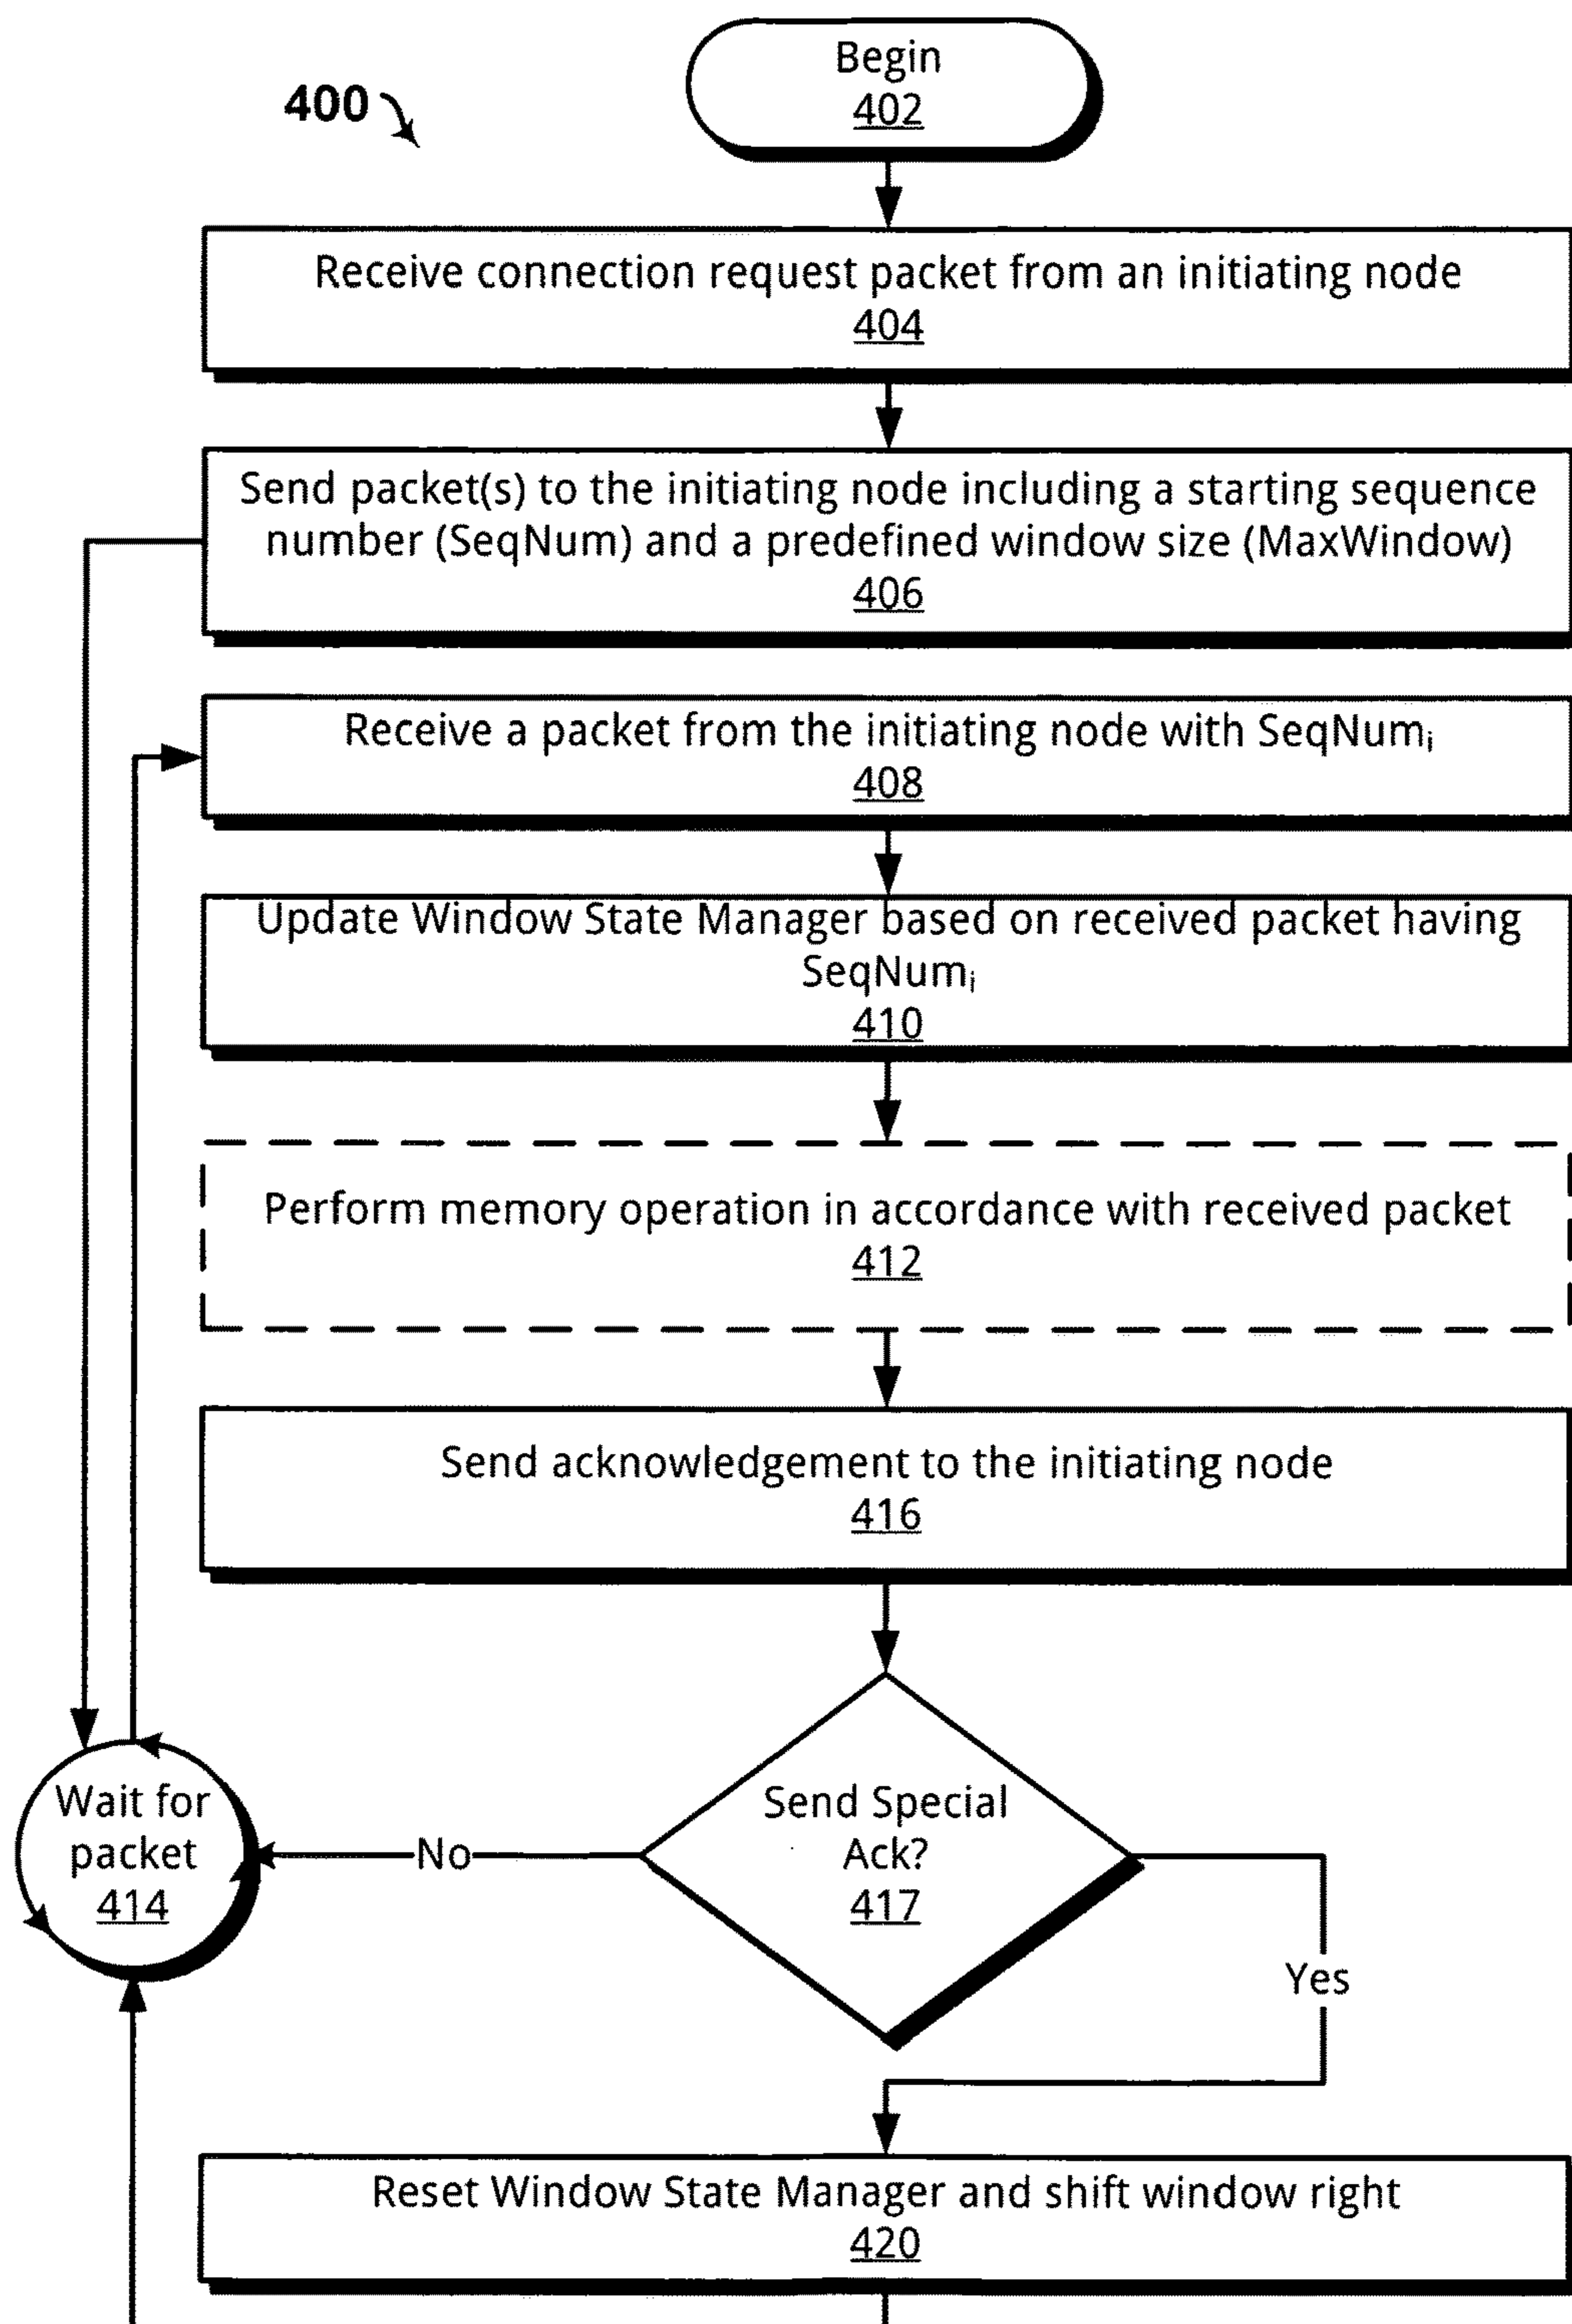 400
Begin
402
Receive connection request packet from an initiating node
404
Send packet(s) to the initiating node including a starting sequence
number (SeqNum) and a predefined window size (MaxWindow)
406
Receive a packet from the initiating node with SeqNumi
408
Update Window State Manager based on received packet having
SeqNumi
410
Perform memory operation in accordance with received packet
412
Send acknowledgement to the initiating node
416
Wait for
packet
414
No
Send Special
Ack?
417
Yes
Reset Window State Manager and shift window right
420